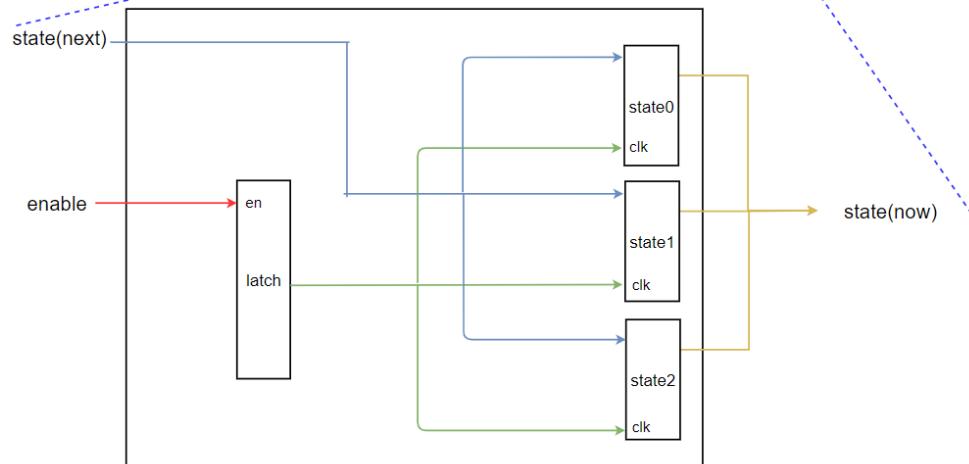 state(next)
state0
clk
enable
en
state1
state(now)
latch
clk
state2
clk